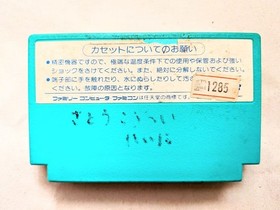 カセットについてのお願い
●精密機器ですので、極端な温度条件下での使用や保管および強い
ショックをさけてください。また、絶対に分解しないでください。
●端子部に手を触れたり、水にぬらしたりして汚さないようにして
ください。故障の原因となります。
ファミリーコンピュータ ファミコンは任天堂の商標です。
1285
さとうこうつい